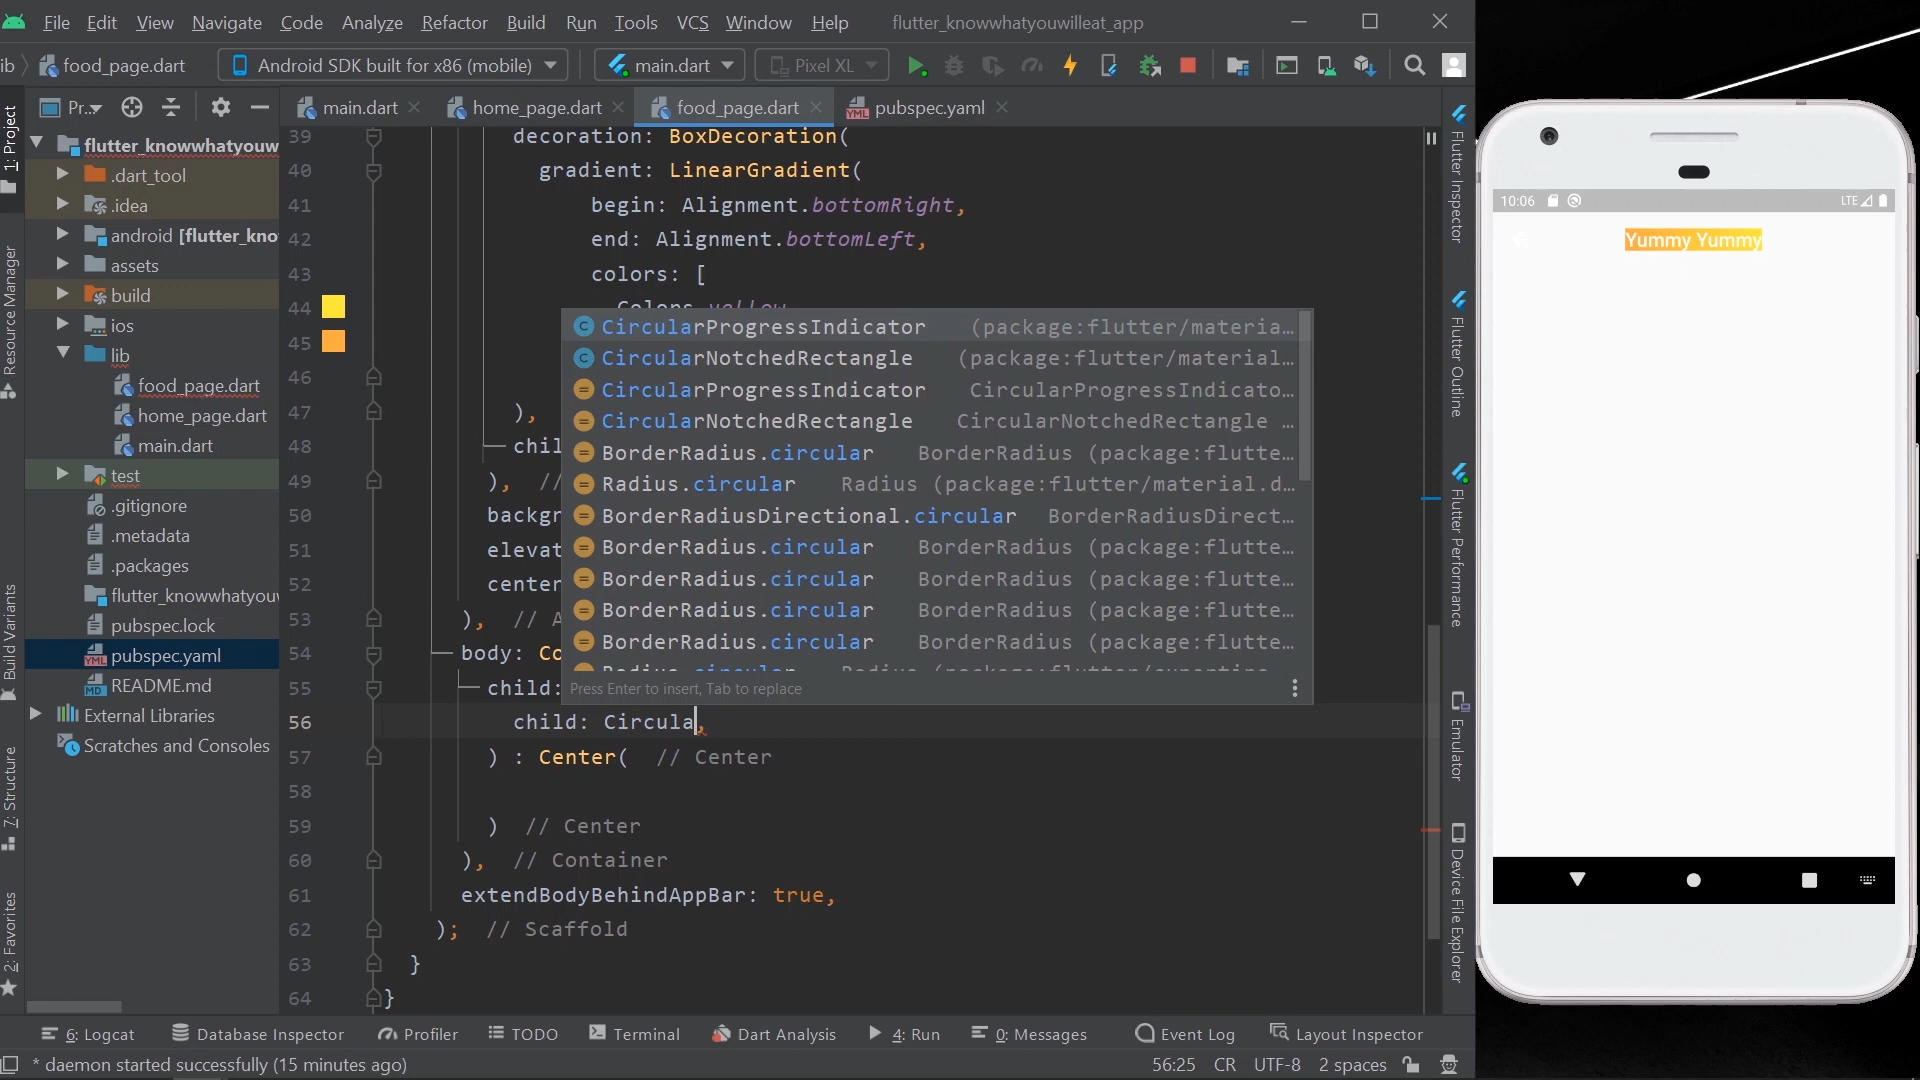 File Edit View Navigate Code Analyze Refactor Build Run Tools VCS Window Help flutter_knowwhatyouwilleat_app
ib food_page.dart Android SDK built for x86 (mobile) main.dart Pixel XL
Pr... main.dart home_page.dart food_page.dart pubspec.yaml
1: Project
Resource Manager
Build Variants
7: Structure
2: Favorites
flutter_knowwhatyouw
.dart_tool
.idea
android [flutter_kno
assets
build
ios
lib
food_page.dart
home_page.dart
main.dart
test
.gitignore
.metadata
.packages
flutter_knowwhatyou
pubspec.lock
YML pubspec.yaml
MD README.md
External Libraries
Scratches and Consoles
39 decoration: BoxDecoration(
40 gradient: LinearGradient(
41 begin: Alignment.bottomRight,
42 end: Alignment.bottomLeft,
43 colors: [
44 Colors.yellow
45
46
47 ),
48 chil
49 ), //
50 backgr
51 elevat
52 center
53 ), // A
54 body: Co
55 child:
56 child: Circula,
57 ) : Center( // Center
58
59 ) // Center
60 ), // Container
61 extendBodyBehindAppBar: true,
62 ); // Scaffold
63 }
64 }
CircularProgressIndicator (package:flutter/materia...
CircularNotchedRectangle (package:flutter/material...
CircularProgressIndicator CircularProgressIndicato...
CircularNotchedRectangle CircularNotchedRectangle ...
BorderRadius.circular BorderRadius (package:flutte...
Radius.circular Radius (package:flutter/material.d...
BorderRadiusDirectional.circular BorderRadiusDirect...
BorderRadius.circular BorderRadius (package:flutte...
BorderRadius.circular BorderRadius (package:flutte...
BorderRadius.circular BorderRadius (package:flutte...
BorderRadius.circular BorderRadius (package:flutte...
Radius.circular Radius (package:flutter/cupertino
Press Enter to insert, Tab to replace
Flutter Inspector
Flutter Outline
Flutter Performance
Emulator
Device File Explorer
10:06 LTE
Yummy Yummy
6: Logcat Database Inspector Profiler TODO Terminal Dart Analysis 4: Run 0: Messages Event Log Layout Inspector
* daemon started successfully (15 minutes ago) 56:25 CR UTF-8 2 spaces